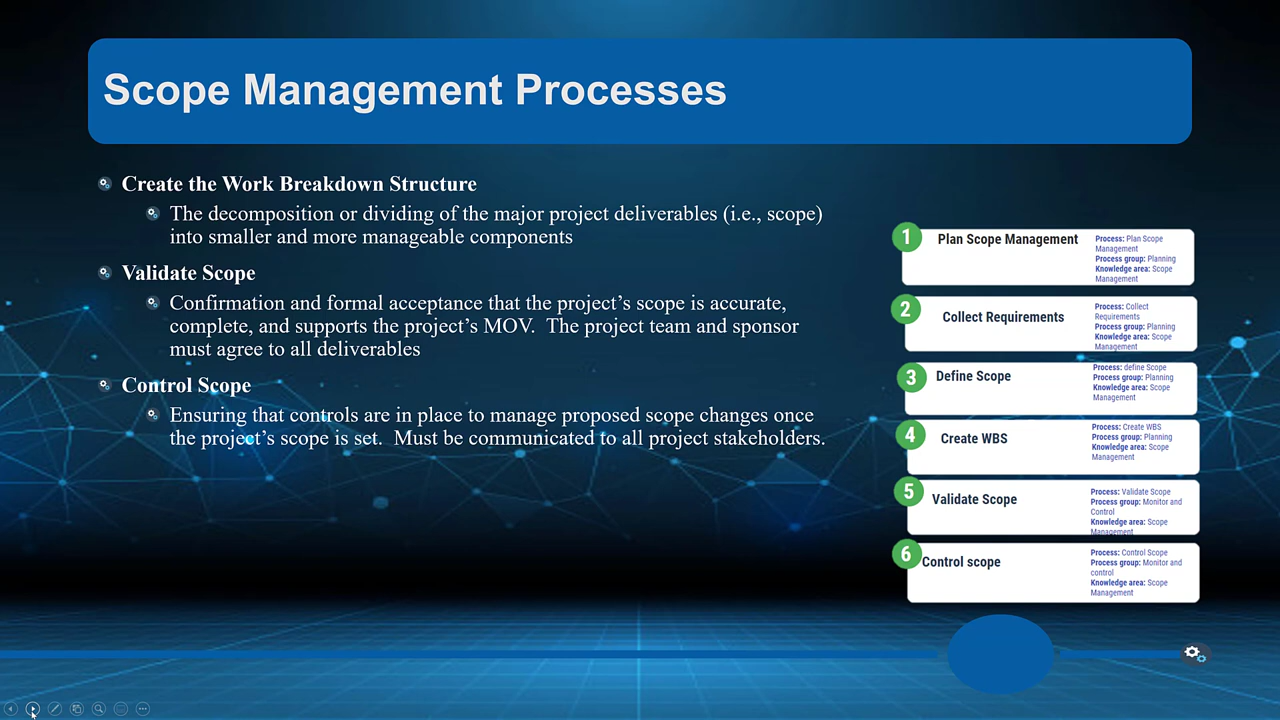 Scope Management Processes
Create the Work Breakdown Structure
The decomposition or dividing of the major project deliverables (i.e., scope)
into smaller and more manageable components
Validate Scope
Confirmation and formal acceptance that the project’s scope is accurate,
complete, and supports the project’s MOV.  The project team and sponsor
must agree to all deliverables
Control Scope
Ensuring that controls are in place to manage proposed scope changes once
the project’s scope is set.  Must be communicated to all project stakeholders.
1
Plan Scope Management
Process: Plan Scope
Management
Process group: Planning
Knowledge area: Scope
Management
2
Collect Requirements
Process: Collect
Requirements
Process group: Planning
Knowledge area: Scope
Management
3
Define Scope
Process: define Scope
Process group: Planning
Knowledge area: Scope
Management
4
Create WBS
Process: Create WBS
Process group: Planning
Knowledge area: Scope
Management
5
Validate Scope
Process: Validate Scope
Process group: Monitor and
Control
Knowledge area: Scope
Management
6
Control scope
Process: Control Scope
Process group: Monitor and
control
Knowledge area: Scope
Management